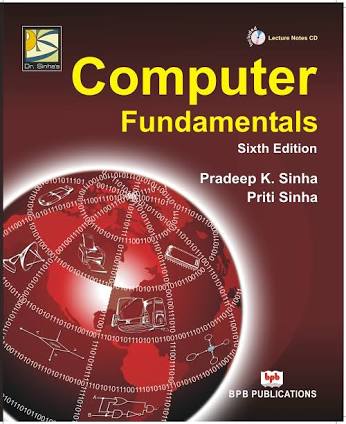 Lecture Notes CD
Dr. Sinha's
Computer
Fundamentals
Sixth Edition
Pradeep K. Sinha
Priti Sinha
bpb
BPB PUBLICATIONS